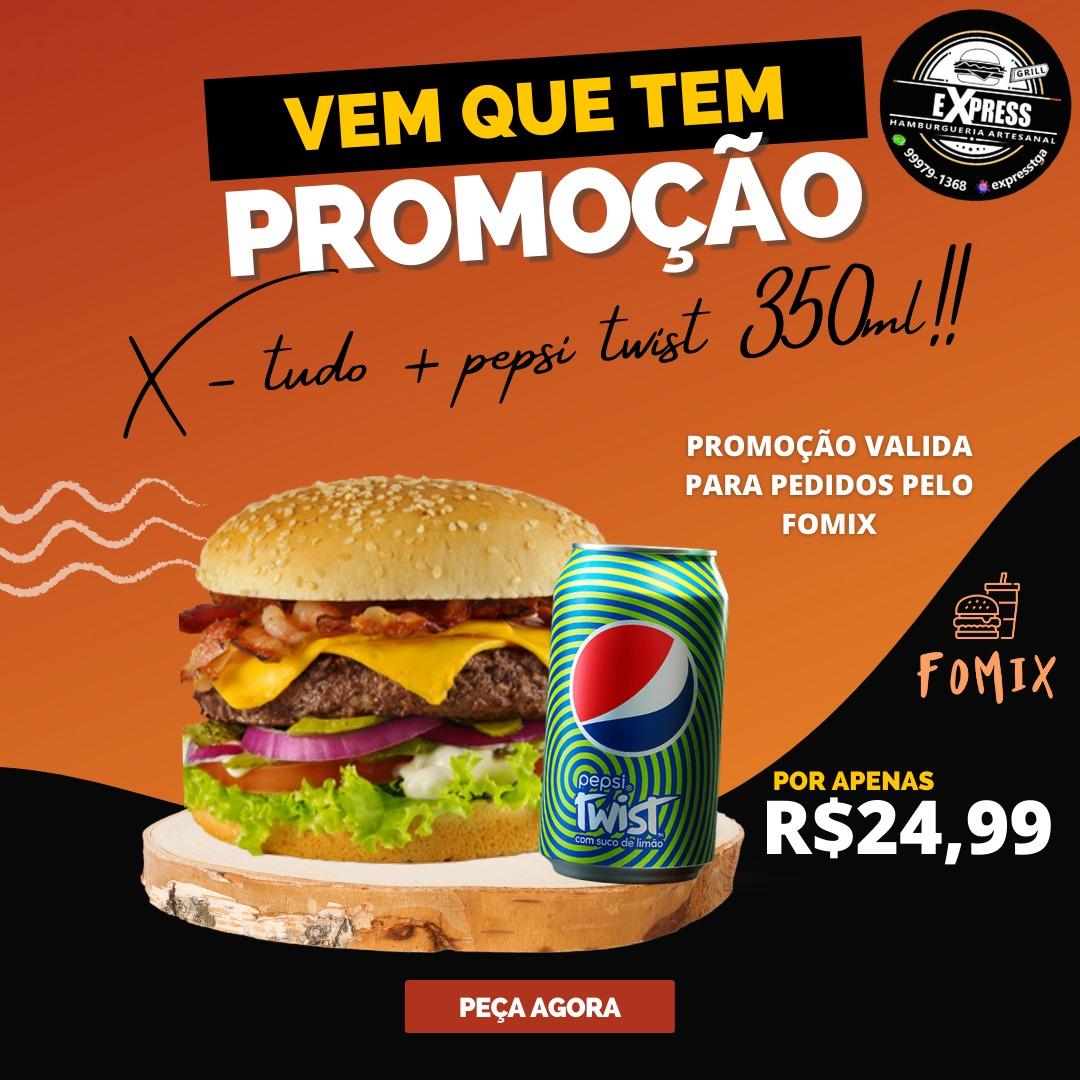 VEM QUE TEM
PROMOÇÃO
X - tudo + pepsi twist 350ml!!
GRILL
EXPRESS
HAMBURGUERIA ARTESANAL
99979-1368 expresstga
PROMOÇÃO VALIDA
PARA PEDIDOS PELO
FOMIX
FOMIX
pepsi®
twist™
com suco de limão
POR APENAS
R$24,99
PEÇA AGORA